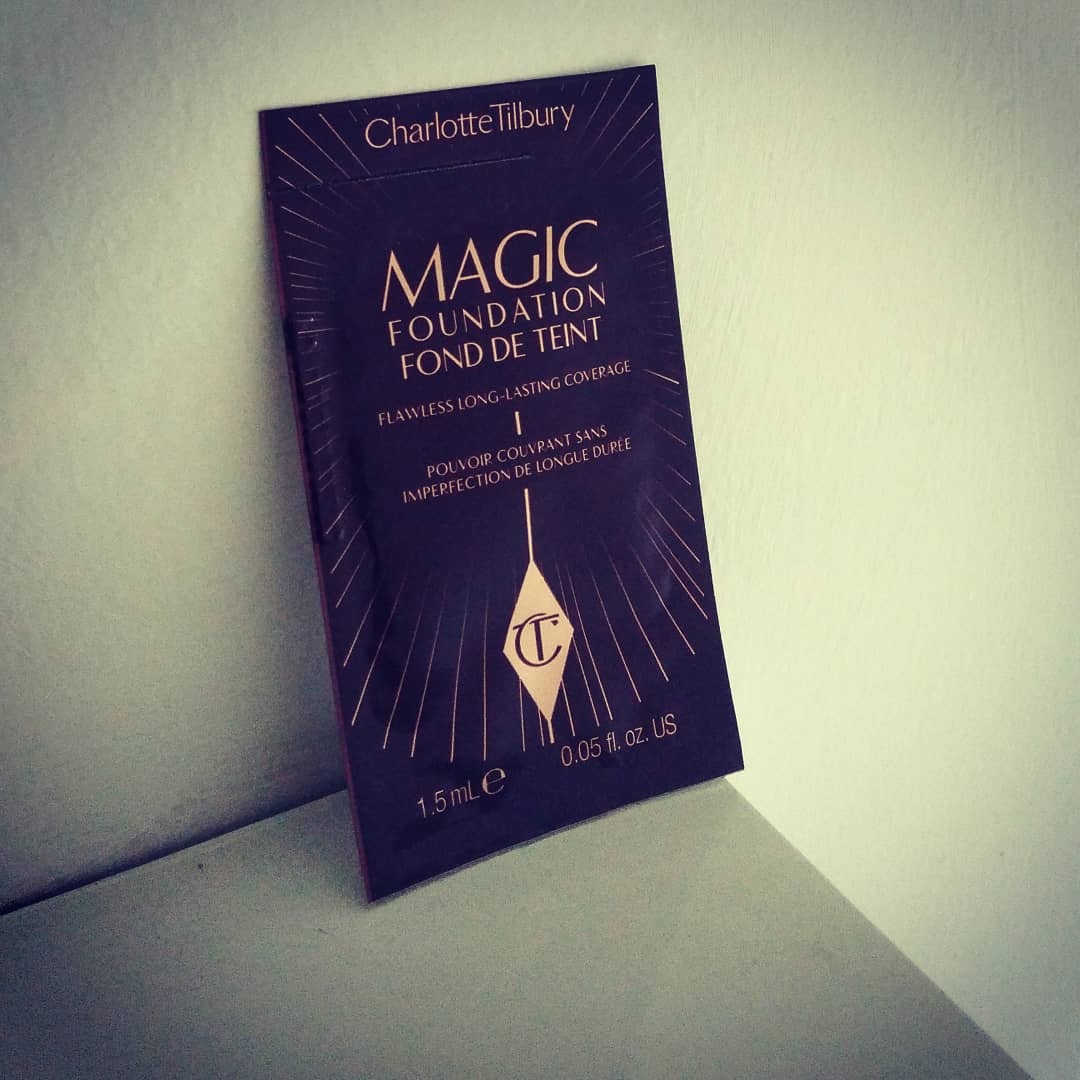 CharlotteTilbury
MAGIC
FOUNDATION
FOND DE TEINT
FLAWLESS LONG-LASTING COVERAGE
POUVOIR COUVRANT SANS
IMPERFECTION DE LONGUE DURÉE
CT
1.5 mL ℮ 0.05 fl. oz. US